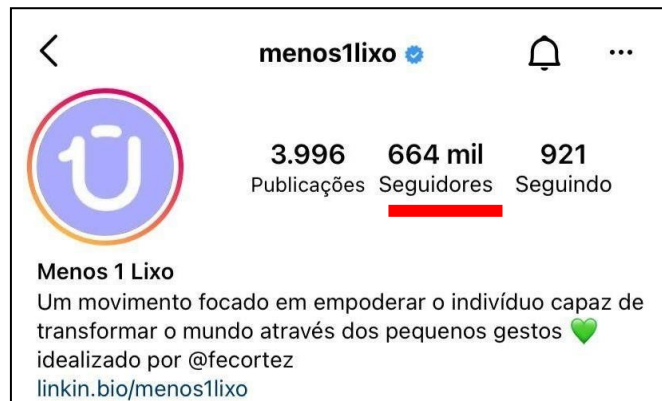 menos1lixo
3.996 664 mil 921
Publicações Seguidores Seguindo
Menos 1 Lixo
Um movimento focado em empoderar o indivíduo capaz de
transformar o mundo através dos pequenos gestos 💚
idealizado por @fecortez
linkin.bio/menos1lixo